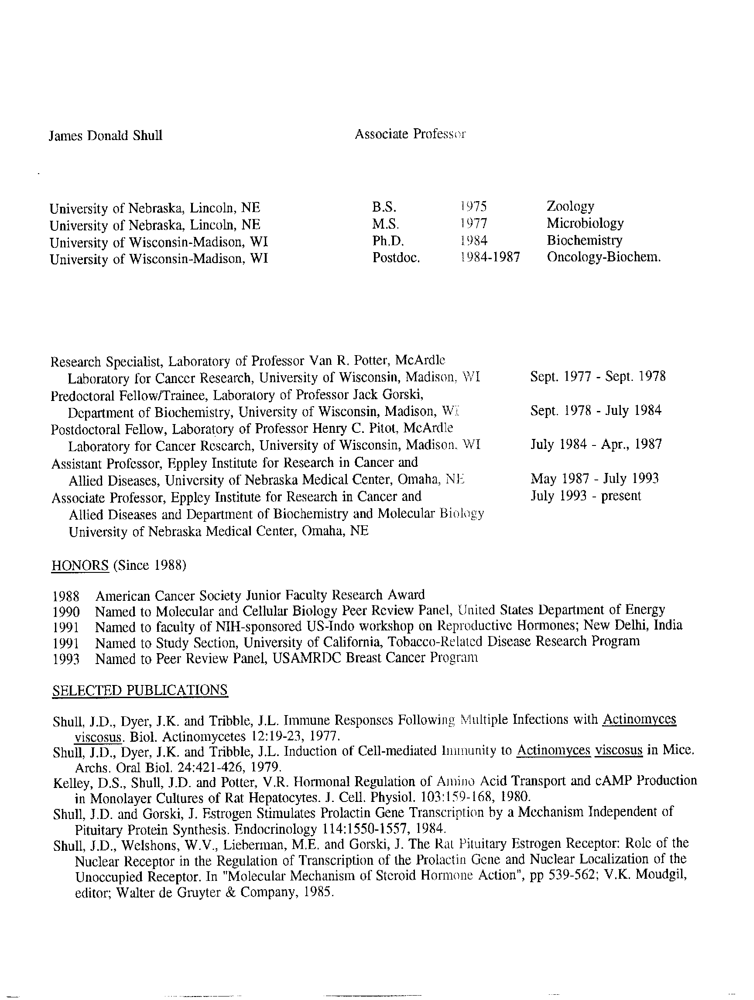 James Donald Shull Associate Professor
University of Nebraska, Lincoln, NE B.S. 1975 Zoology
University of Nebraska, Lincoln, NE M.S. 1977 Microbiology
University of Wisconsin-Madison, WI Ph.D. 1984 Biochemistry
University of Wisconsin-Madison, WI Postdoc. 1984-1987 Oncology-Biochem.
Research Specialist, Laboratory of Professor Van R. Potter, McArdle
Laboratory for Cancer Research, University of Wisconsin, Madison, WI Sept. 1977 - Sept. 1978
Predoctoral Fellow/Trainee, Laboratory of Professor Jack Gorski,
Department of Biochemistry, University of Wisconsin, Madison, WI Sept. 1978 - July 1984
Postdoctoral Fellow, Laboratory of Professor Henry C. Pitot, McArdle
Laboratory for Cancer Research, University of Wisconsin, Madison. WI July 1984 - Apr., 1987
Assistant Professor, Eppley Institute for Research in Cancer and
Allied Diseases, University of Nebraska Medical Center, Omaha, NE May 1987 - July 1993
Associate Professor, Eppley Institute for Research in Cancer and July 1993 - present
Allied Diseases and Department of Biochemistry and Molecular Biology
University of Nebraska Medical Center, Omaha, NE
HONORS (Since 1988)
1988 American Cancer Society Junior Faculty Research Award
1990 Named to Molecular and Cellular Biology Peer Review Panel, United States Department of Energy
1991 Named to faculty of NIH-sponsored US-Indo workshop on Reproductive Hormones; New Delhi, India
1991 Named to Study Section, University of California, Tobacco-Related Disease Research Program
1993 Named to Peer Review Panel, USAMRDC Breast Cancer Program
SELECTED PUBLICATIONS
Shull, J.D., Dyer, J.K. and Tribble, J.L. Immune Responses Following Multiple Infections with Actinomyces
viscosus. Biol. Actinomycetes 12:19-23, 1977.
Shull, J.D., Dyer, J.K. and Tribble, J.L. Induction of Cell-mediated Immunity to Actinomyces viscosus in Mice.
Archs. Oral Biol. 24:421-426, 1979.
Kelley, D.S., Shull, J.D. and Potter, V.R. Hormonal Regulation of Amino Acid Transport and cAMP Production
in Monolayer Cultures of Rat Hepatocytes. J. Cell. Physiol. 103:159-168, 1980.
Shull, J.D. and Gorski, J. Estrogen Stimulates Prolactin Gene Transcription by a Mechanism Independent of
Pituitary Protein Synthesis. Endocrinology 114:1550-1557, 1984.
Shull, J.D., Welshons, W.V., Lieberman, M.E. and Gorski, J. The Rat Pituitary Estrogen Receptor: Role of the
Nuclear Receptor in the Regulation of Transcription of the Prolactin Gene and Nuclear Localization of the
Unoccupied Receptor. In "Molecular Mechanism of Steroid Hormone Action", pp 539-562; V.K. Moudgil,
editor; Walter de Gruyter & Company, 1985.